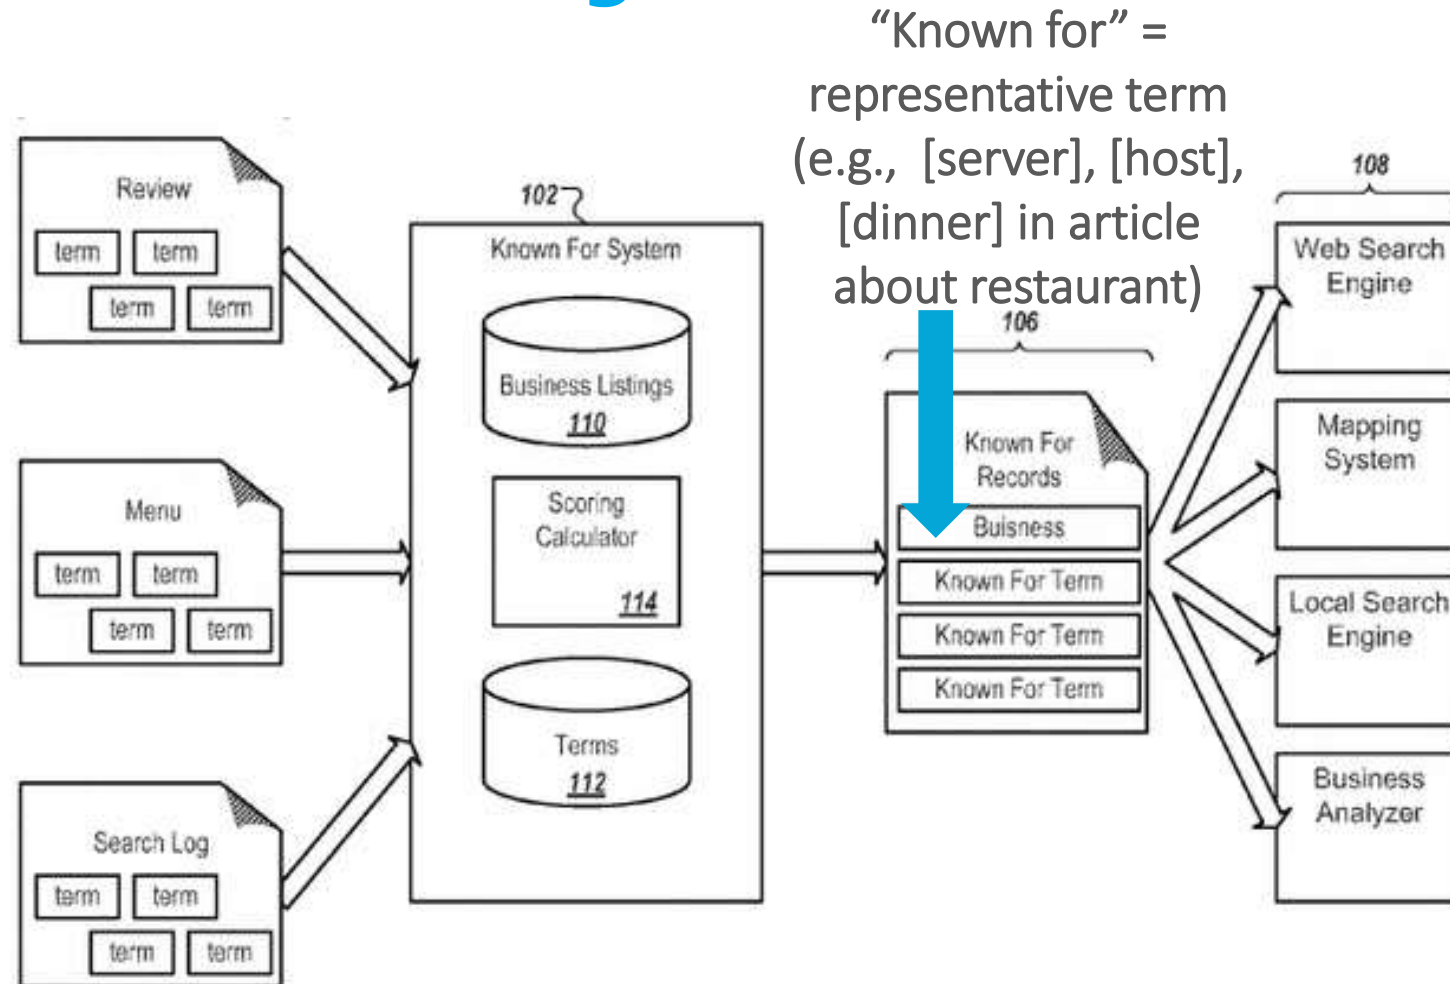 “Known for” =
representative term
(e.g., [server], [host],
[dinner] in article
about restaurant)
Review
term term
term term
Menu
term term
term term
Search Log
term term
term term
102
Known For System
Business Listings
110
Scoring
Calculator
114
Terms
112
106
Known For
Records
Buisness
Known For Term
Known For Term
Known For Term
108
Web Search
Engine
Mapping
System
Local Search
Engine
Business
Analyzer